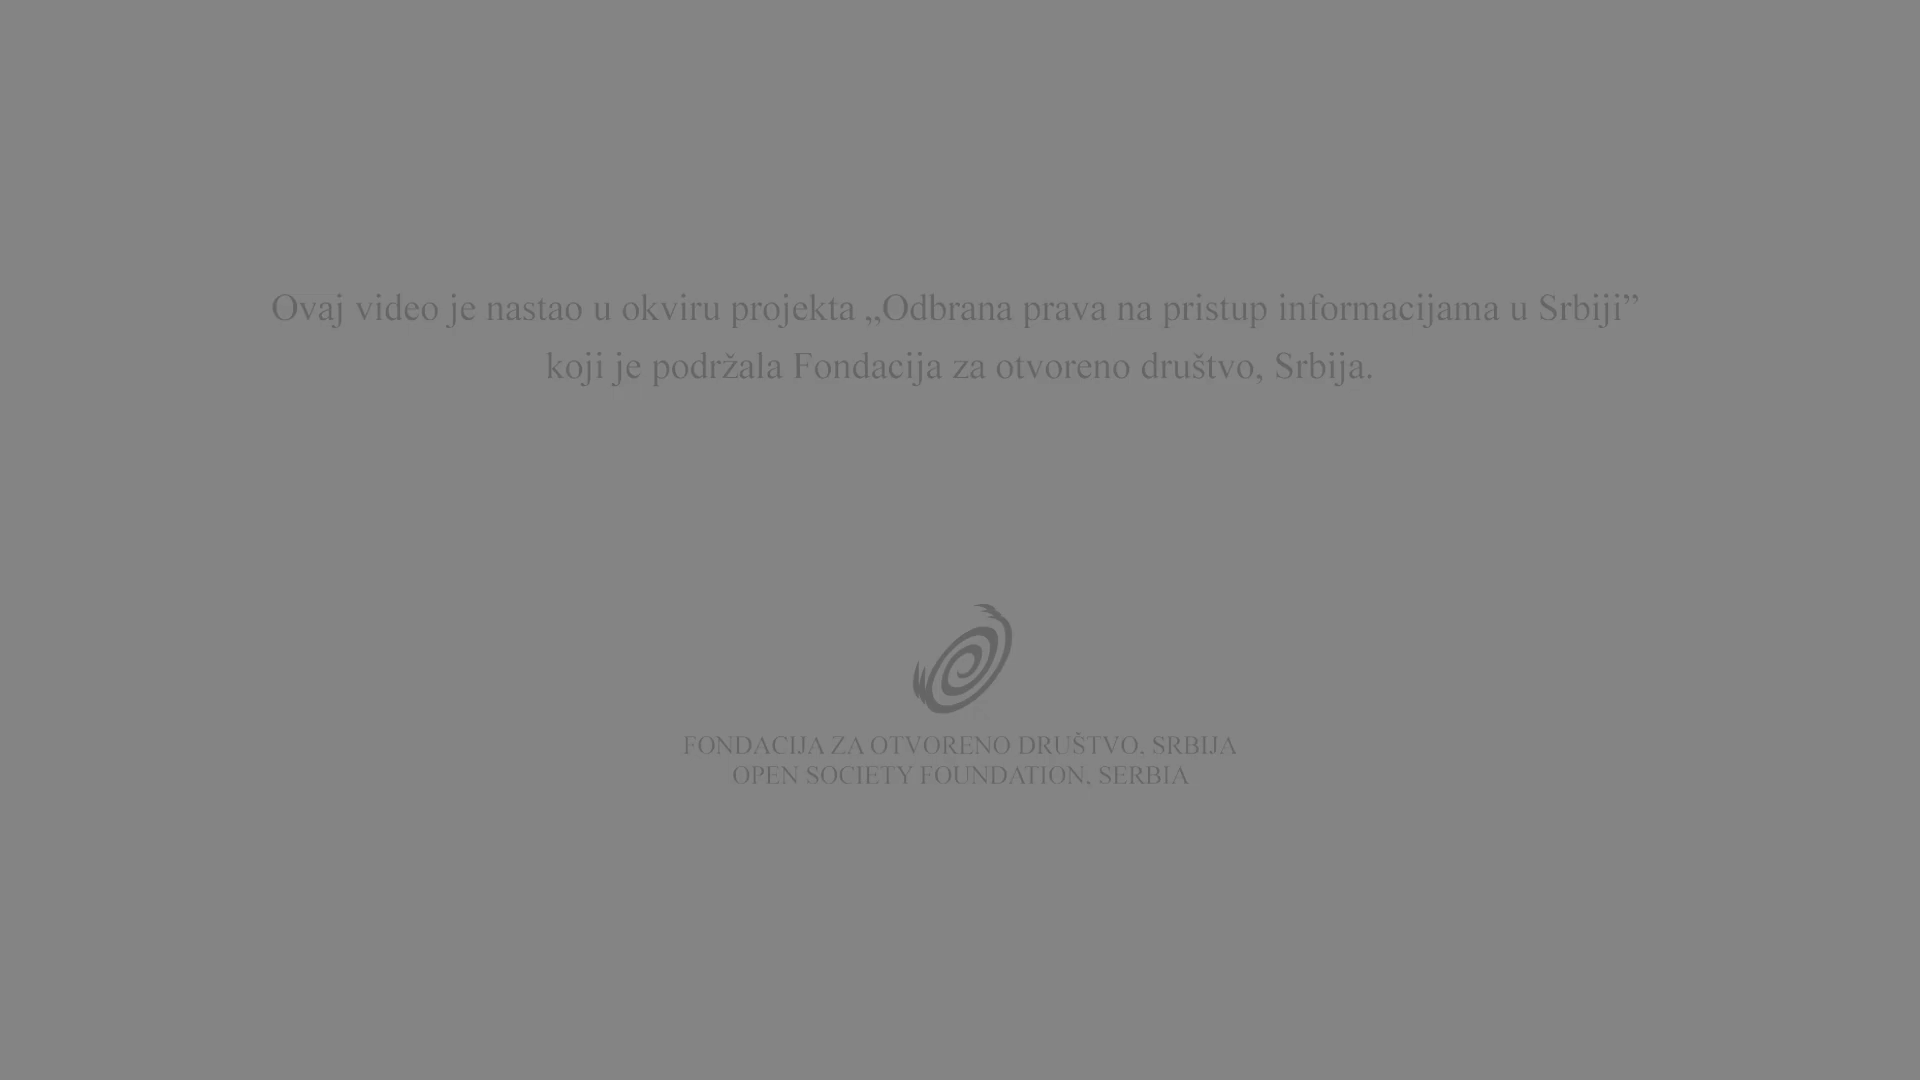 Ovaj video je nastao u okviru projekta „Odbrana prava na pristup informacijama u Srbiji”
koji je podržala Fondacija za otvoreno društvo, Srbija.
FONDACIJA ZA OTVORENO DRUŠTVO, SRBIJA
OPEN SOCIETY FOUNDATION, SERBIA